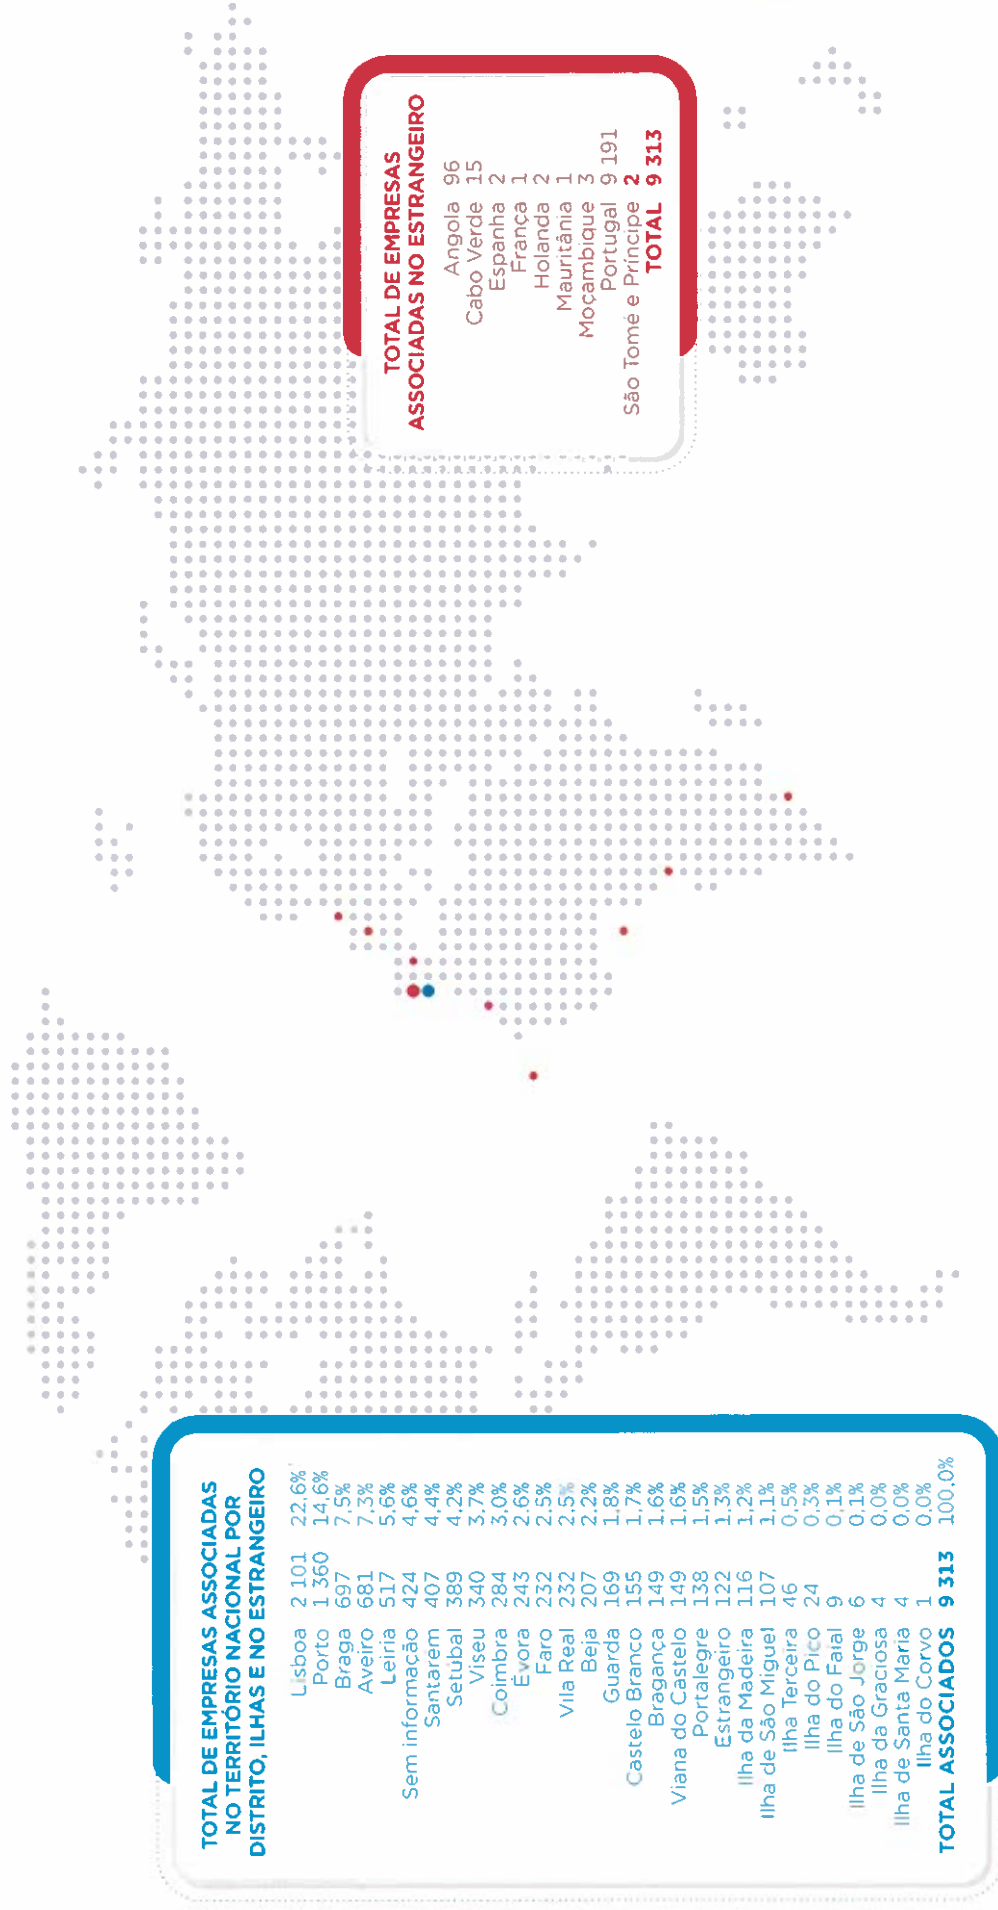 TOTAL DE EMPRESAS ASSOCIADAS
NO TERRITÓRIO NACIONAL POR
DISTRITO, ILHAS E NO ESTRANGEIRO
Lisboa 2 101 22,6%
Porto 1 360 14,6%
Braga 697 7,5%
Aveiro 681 7,3%
Leiria 517 5,6%
Sem informação 424 4,6%
Santarém 407 4,4%
Setúbal 389 4,2%
Viseu 340 3,7%
Coimbra 284 3,0%
Évora 243 2,6%
Faro 232 2,5%
Vila Real 232 2,5%
Beja 207 2,2%
Guarda 169 1,8%
Castelo Branco 155 1,7%
Bragança 149 1,6%
Viana do Castelo 149 1,6%
Portalegre 138 1,5%
Estrangeiro 122 1,3%
Ilha da Madeira 116 1,2%
Ilha de São Miguel 107 1,1%
Ilha Terceira 46 0,5%
Ilha do Pico 24 0,3%
Ilha do Faial 9 0,1%
Ilha de São Jorge 6 0,1%
Ilha da Graciosa 4 0,0%
Ilha de Santa Maria 4 0,0%
Ilha do Corvo 1 0,0%
TOTAL ASSOCIADOS 9 313 100,0%
TOTAL DE EMPRESAS
ASSOCIADAS NO ESTRANGEIRO
Angola 96
Cabo Verde 15
Espanha 2
França 1
Holanda 2
Mauritânia 1
Moçambique 3
Portugal 9 191
São Tomé e Príncipe 2
TOTAL 9 313